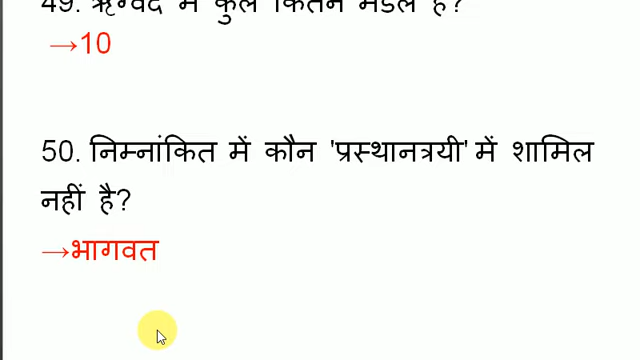 49. ऋग्वेद में कुल कितने मंडल है?
→10
50. निम्नांकित में कौन 'प्रस्थानत्रयी' में शामिल
नहीं है?
→भागवत